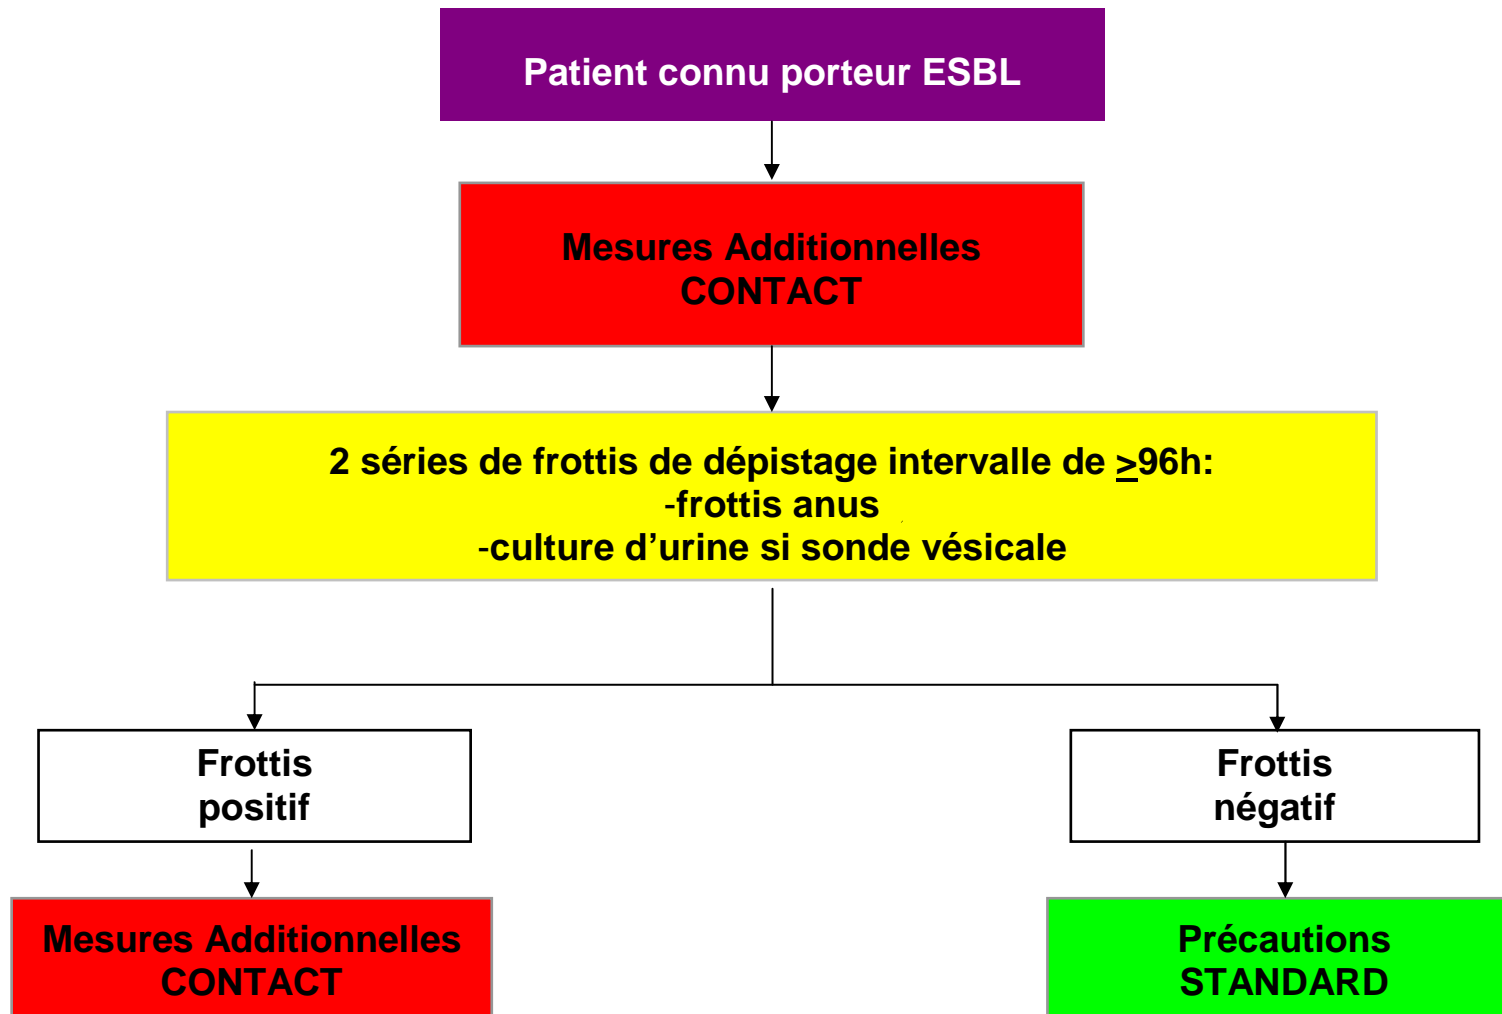 Patient connu porteur ESBL
Mesures Additionnelles
CONTACT
2 séries de frottis de dépistage intervalle de ≥96h:
-frottis anus
-culture d'urine si sonde vésicale
Frottis
positif
Frottis
négatif
Mesures Additionnelles
CONTACT
Précautions
STANDARD